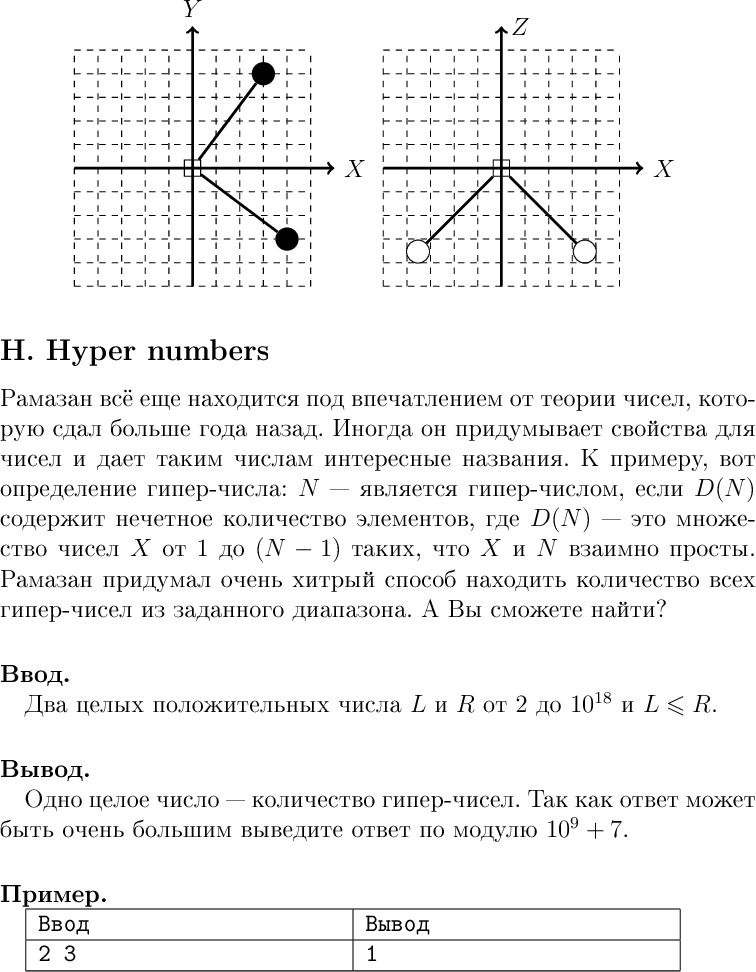 Y
Z
X
X
H. Hyper numbers
Рамазан всё еще находится под впечатлением от теории чисел, кото-
рую сдал больше года назад. Иногда он придумывает свойства для
чисел и дает таким числам интересные названия. К примеру, вот
определение гипер-числа: N — является гипер-числом, если D(N)
содержит нечетное количество элементов, где D(N) — это множе-
ство чисел X от 1 до (N − 1) таких, что X и N взаимно просты.
Рамазан придумал очень хитрый способ находить количество всех
гипер-чисел из заданного диапазона. А Вы сможете найти?
Ввод.
Два целых положительных числа L и R от 2 до 10^18 и L ⩽ R.
Вывод.
Одно целое число — количество гипер-чисел. Так как ответ может
быть очень большим выведите ответ по модулю 10^9 + 7.
Пример.
Ввод Вывод
2 3 1